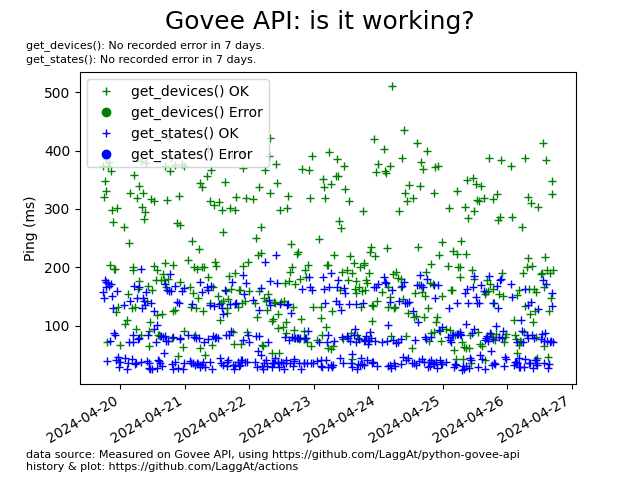 Govee API: is it working?
get_devices(): No recorded error in 7 days.
get_states(): No recorded error in 7 days.
get_devices() OK
get_devices() Error
get_states() OK
get_states() Error
Ping (ms)
500
400
300
200
100
2024-04-20
2024-04-21
2024-04-22
2024-04-23
2024-04-24
2024-04-25
2024-04-26
2024-04-27
data source: Measured on Govee API, using https://github.com/LaggAt/python-govee-api
history & plot: https://github.com/LaggAt/actions